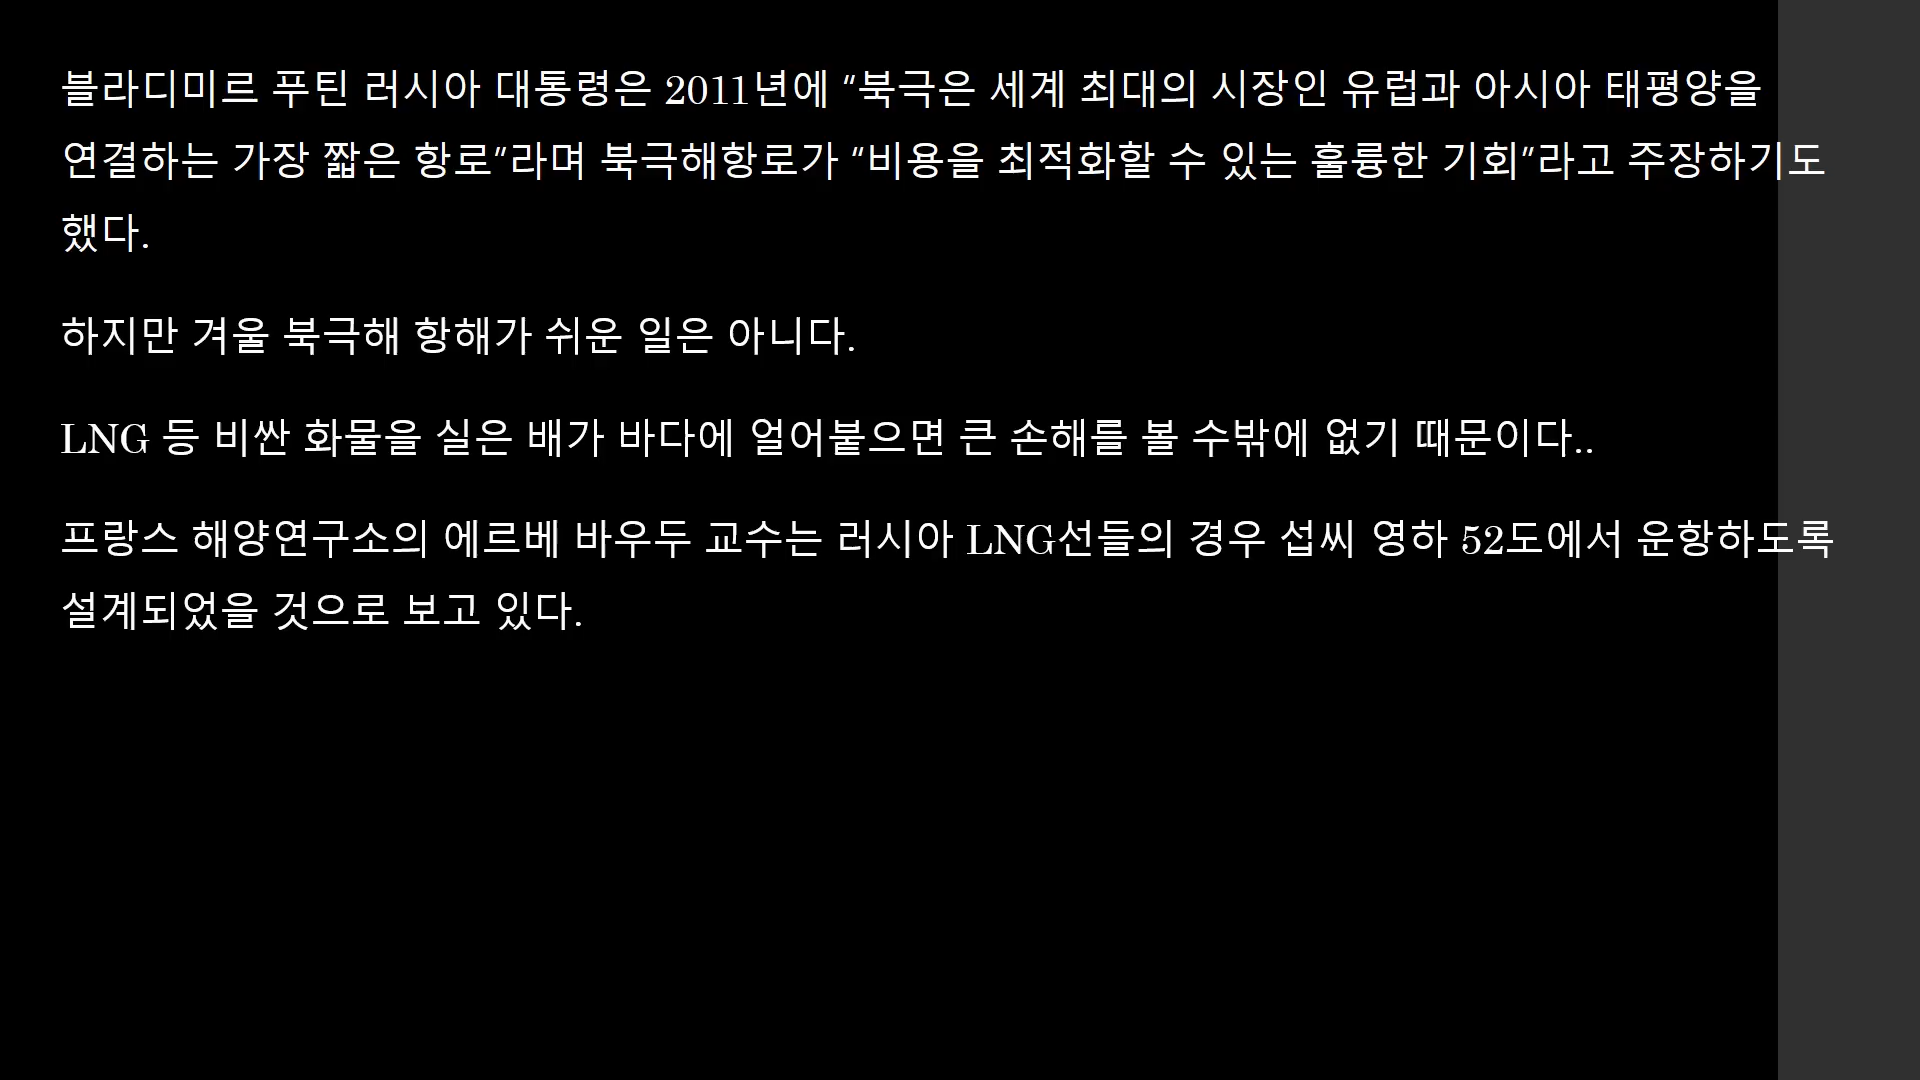 블라디미르 푸틴 러시아 대통령은 2011년에 “북극은 세계 최대의 시장인 유럽과 아시아 태평양을
연결하는 가장 짧은 항로”라며 북극해항로가 “비용을 최적화할 수 있는 훌륭한 기회”라고 주장하기도
했다.
하지만 겨울 북극해 항해가 쉬운 일은 아니다.
LNG 등 비싼 화물을 실은 배가 바다에 얼어붙으면 큰 손해를 볼 수밖에 없기 때문이다..
프랑스 해양연구소의 에르베 바우두 교수는 러시아 LNG선들의 경우 섭씨 영하 52도에서 운항하도록
설계되었을 것으로 보고 있다.